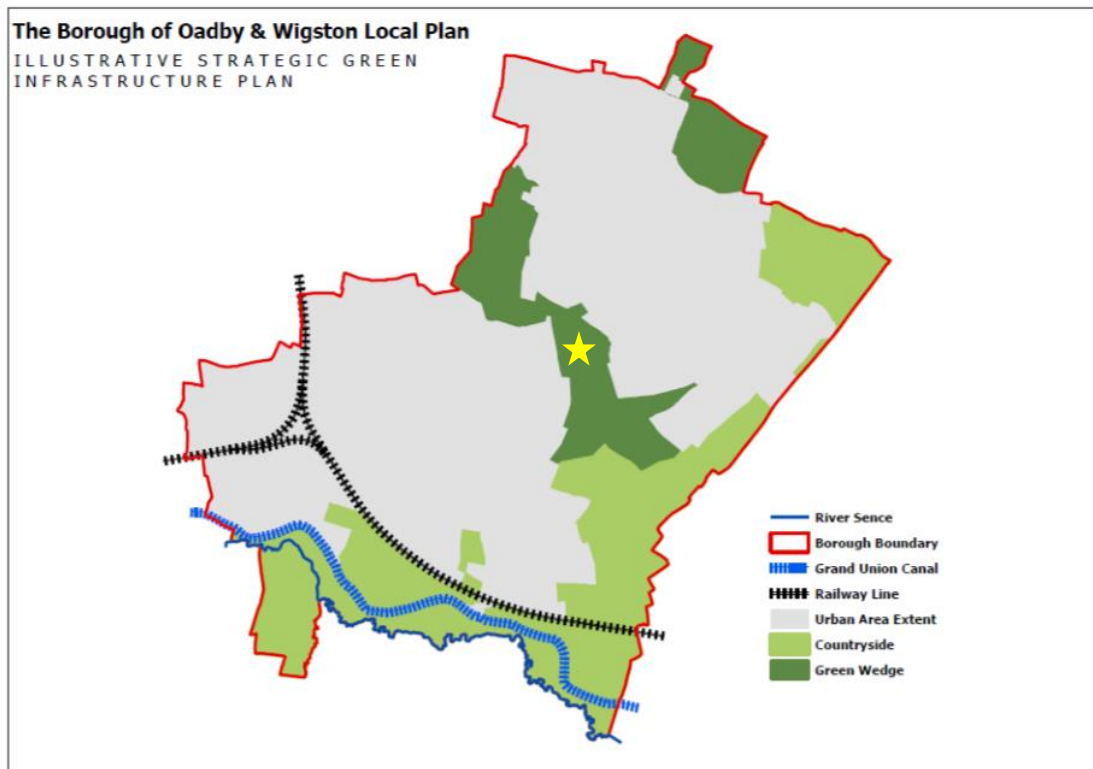 The Borough of Oadby & Wigston Local Plan
ILLUSTRATIVE STRATEGIC GREEN
INFRASTRUCTURE PLAN
River Sence
Borough Boundary
Grand Union Canal
Railway Line
Urban Area Extent
Countryside
Green Wedge